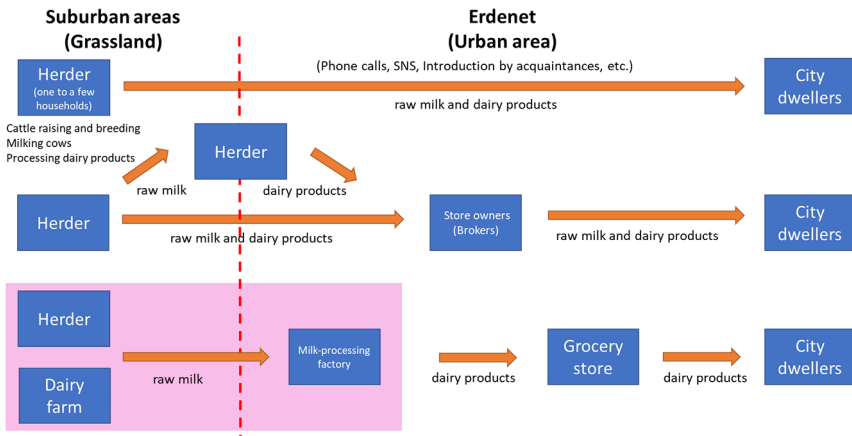 Suburban areas
(Grassland)
Erdenet
(Urban area)
Herder
(one to a few
households)
(Phone calls, SNS, Introduction by acquaintances, etc.)
raw milk and dairy products
City
dwellers
Cattle raising and breeding
Milking cows
Processing dairy products
Herder
raw milk
dairy products
Herder
raw milk and dairy products
Store owners
(Brokers)
raw milk and dairy products
City
dwellers
Herder
Dairy
farm
raw milk
Milk-processing
factory
dairy products
Grocery
store
dairy products
City
dwellers